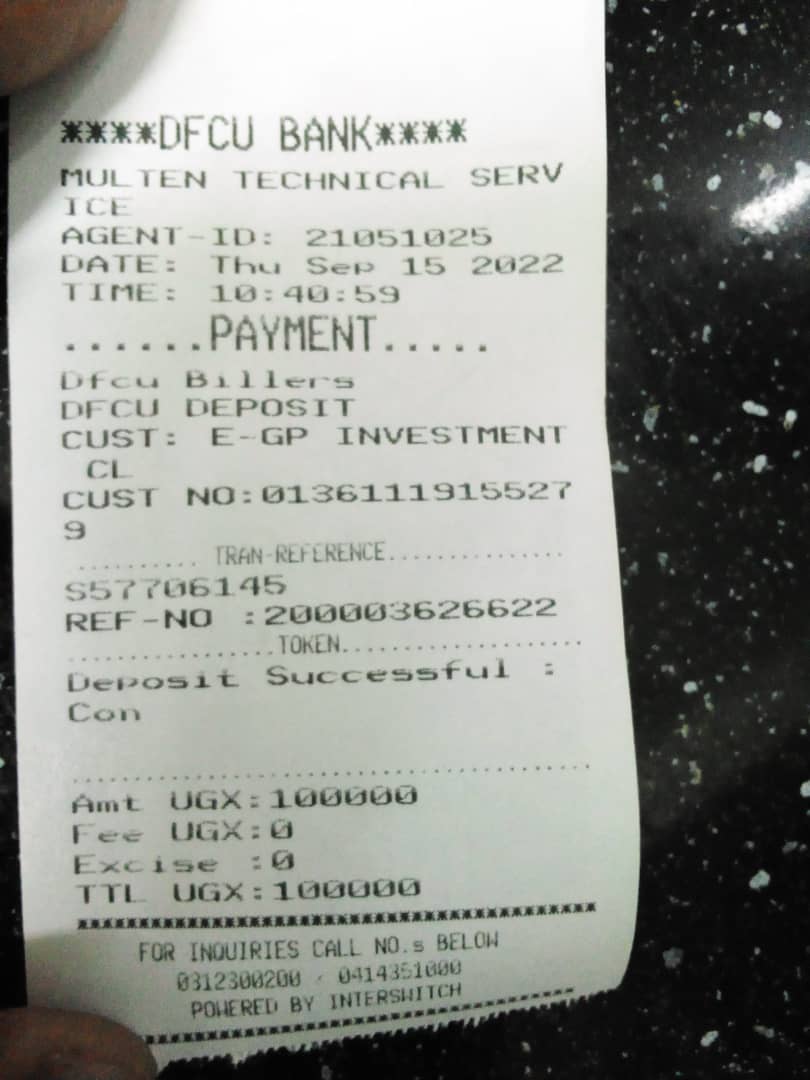 ****DFCU BANK****
MULTEN TECHNICAL SERV
ICE
AGENT-ID: 21051025
DATE: Thu Sep 15 2022
TIME: 10:40:59
......PAYMENT.....
Dfcu Billers
DFCU DEPOSIT
CUST: E-GP INVESTMENT
CL
CUST NO:0136111915527
9
.......... TRAN-REFERENCE...............
S57706145
REF-NO :200003626622
.................TOKEN....................
Deposit Successful :
Con
..........................................
Amt UGX:100000
Fee UGX:0
Excise :0
TTL UGX:100000
******************************************
FOR INQUIRIES CALL NO.s BELOW
0312300200 / 0414351000
POWERED BY INTERSWITCH
******************************************